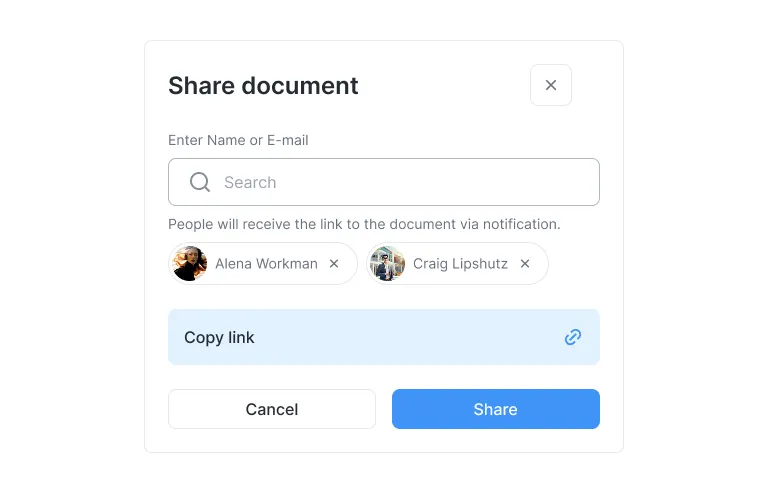 Share document
Enter Name or E-mail
Search
People will receive the link to the document via notification.
Alena Workman
Craig Lipshutz
Copy link
Cancel
Share